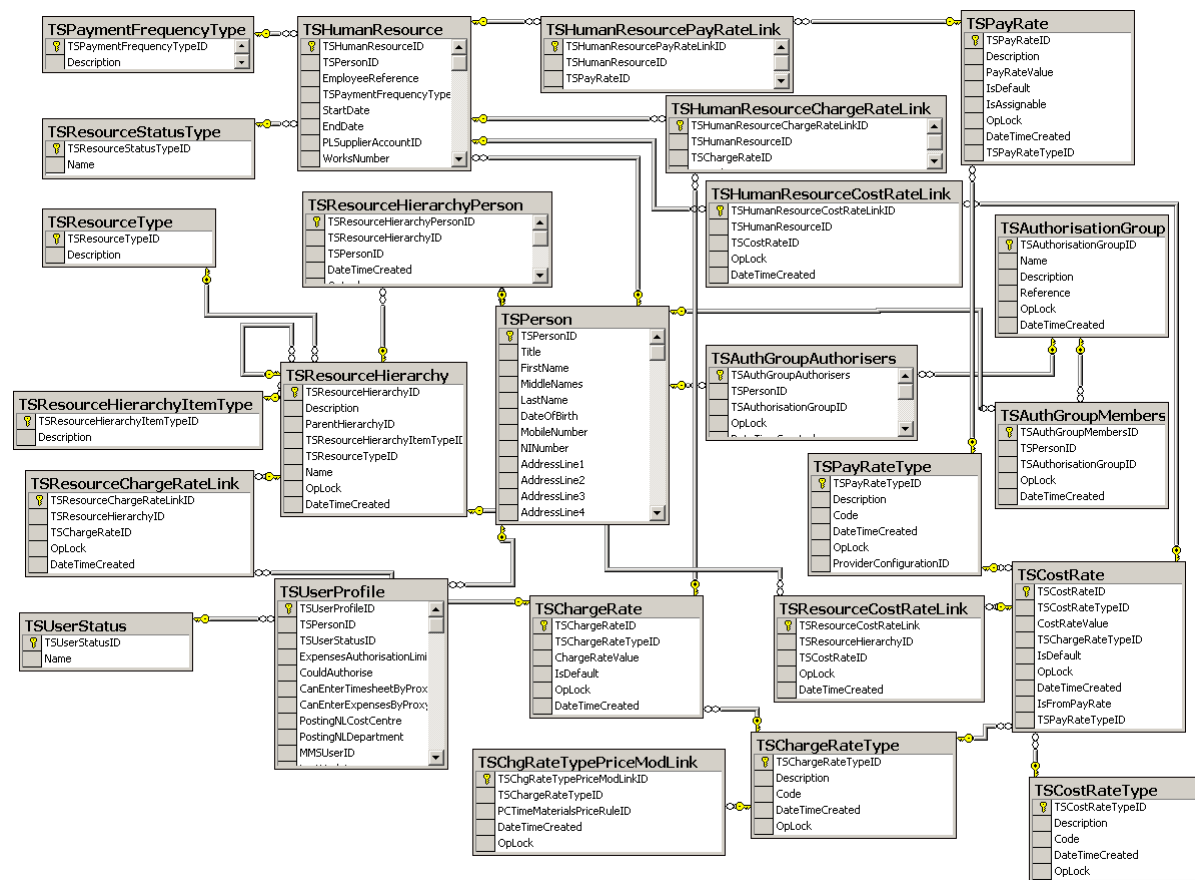 TSPaymentFrequencyType
TSPaymentFrequencyTypeID
Description
TSHumanResource
TSHumanResourceID
TSPersonID
EmployeeReference
TSPaymentFrequencyType
StartDate
EndDate
PLSupplierAccountID
WorksNumber
TSHumanResourcePayRateLink
TSHumanResourcePayRateLinkID
TSHumanResourceID
TSPayRateID
TSPayRate
TSPayRateID
Description
PayRateValue
IsDefault
IsAssignable
OpLock
DateTimeCreated
TSPayRateTypeID
TSResourceStatusType
TSResourceStatusTypeID
Name
TSHumanResourceChargeRateLink
TSHumanResourceChargeRateLinkID
TSHumanResourceID
TSChargeRateID
TSResourceType
TSResourceTypeID
Description
TSResourceHierarchyPerson
TSResourceHierarchyPersonID
TSResourceHierarchyID
TSPersonID
DateTimeCreated
TSHumanResourceCostRateLink
TSHumanResourceCostRateLinkID
TSHumanResourceID
TSCostRateID
OpLock
DateTimeCreated
TSAuthorisationGroup
TSAuthorisationGroupID
Name
Description
Reference
OpLock
DateTimeCreated
TSPerson
TSPersonID
Title
FirstName
MiddleNames
LastName
DateOfBirth
MobileNumber
NINumber
AddressLine1
AddressLine2
AddressLine3
AddressLine4
TSAuthGroupAuthorisers
TSAuthGroupAuthorisers
TSPersonID
TSAuthorisationGroupID
OpLock
DateTimeCreated
TSResourceHierarchy
TSResourceHierarchyID
Description
ParentHierarchyID
TSResourceHierarchyItemTypeID
TSResourceTypeID
Name
OpLock
DateTimeCreated
TSResourceHierarchyItemType
TSResourceHierarchyItemTypeID
Description
TSAuthGroupMembers
TSAuthGroupMembersID
TSPersonID
TSAuthorisationGroupID
OpLock
DateTimeCreated
TSResourceChargeRateLink
TSResourceChargeRateLinkID
TSResourceHierarchyID
TSChargeRateID
OpLock
DateTimeCreated
TSPayRateType
TSPayRateTypeID
Description
Code
DateTimeCreated
OpLock
ProviderConfigurationID
TSUserProfile
TSUserProfileID
TSPersonID
TSUserStatusID
ExpensesAuthorisationLimi
CouldAuthorise
CanEnterTimesheetByProx
CanEnterExpensesByProxy
PostingNLCostCentre
PostingNLDepartment
MMSUserID
TSUserStatus
TSUserStatusID
Name
TSChargeRate
TSChargeRateID
TSChargeRateTypeID
ChargeRateValue
IsDefault
OpLock
DateTimeCreated
TSResourceCostRateLink
TSResourceCostRateLink
TSResourceHierarchyID
TSCostRateID
OpLock
DateTimeCreated
TSCostRate
TSCostRateID
TSCostRateTypeID
CostRateValue
TSChargeRateTypeID
IsDefault
OpLock
DateTimeCreated
IsFromPayRate
TSPayRateTypeID
TSChgRateTypePriceModLink
TSChgRateTypePriceModLinkID
TSChargeRateTypeID
PCTimeMaterialsPriceRuleID
DateTimeCreated
OpLock
TSChargeRateType
TSChargeRateTypeID
Description
Code
DateTimeCreated
OpLock
TSCostRateType
TSCostRateTypeID
Description
Code
DateTimeCreated
OpLock